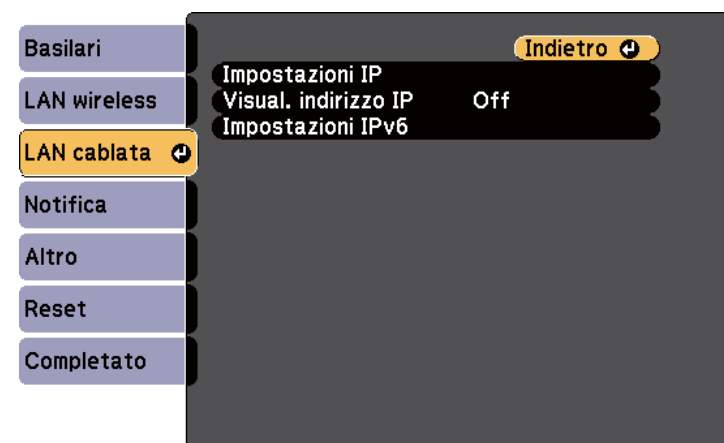 Basilari
LAN wireless
LAN cablata
Notifica
Altro
Reset
Completato
Indietro
Impostazioni IP
Visual. indirizzo IP Off
Impostazioni IPv6